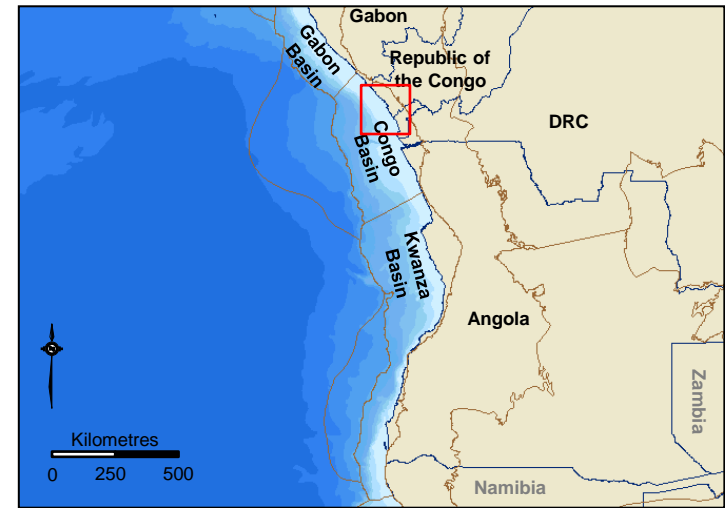 Gabon
Gabon
Basin
Republic of
the Congo
DRC
Congo
Basin
Kwanza
Basin
Angola
Zambia
Kilometres
0 250 500
Namibia